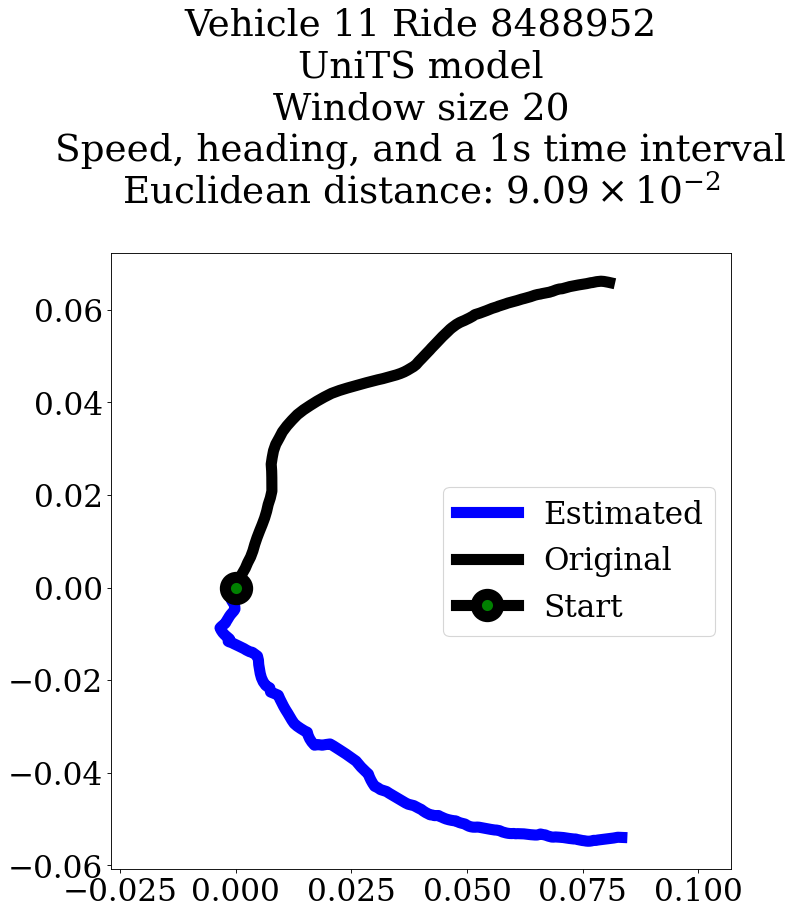 Vehicle 11 Ride 8488952
UniTS model
Window size 20
Speed, heading, and a 1s time interval
Euclidean distance: 9.09 × 10⁻²
0.06
0.04
0.02
0.00
−0.02
−0.04
−0.06
Estimated
Original
Start
−0.025 0.000 0.025 0.050 0.075 0.100